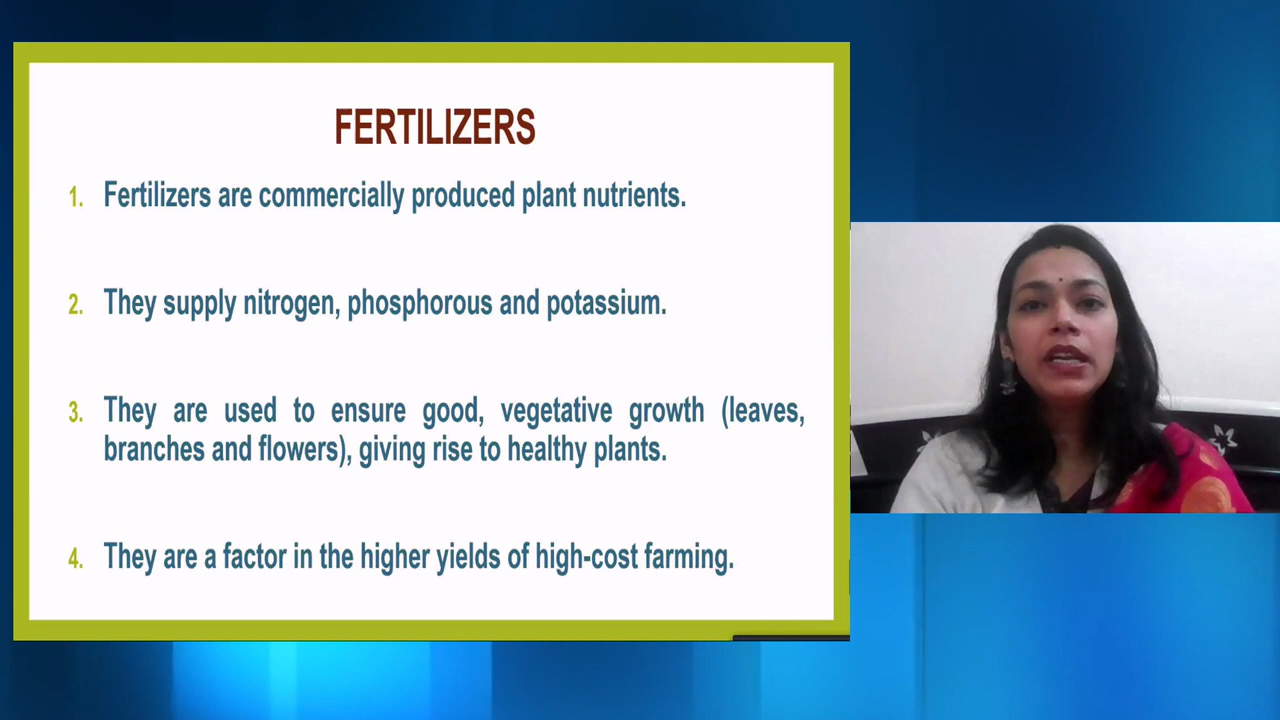 FERTILIZERS
1. Fertilizers are commercially produced plant nutrients.
2. They supply nitrogen, phosphorous and potassium.
3. They are used to ensure good, vegetative growth (leaves,
branches and flowers), giving rise to healthy plants.
4. They are a factor in the higher yields of high-cost farming.